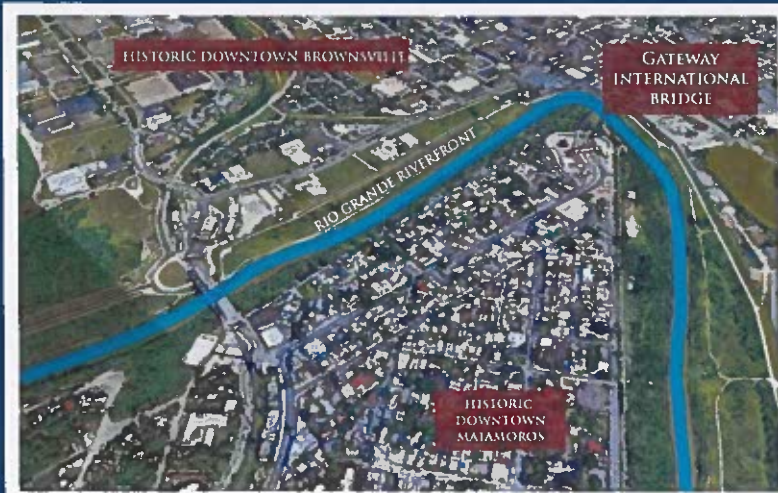 HISTORIC DOWNTOWN BROWNSVILLE
GATEWAY
INTERNATIONAL
BRIDGE
RIO GRANDE RIVERFRONT
HISTORIC
DOWNTOWN
MATAMOROS